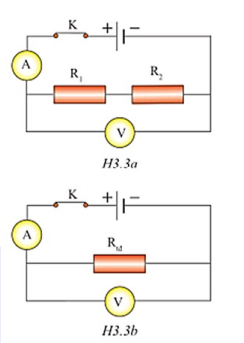 K + −
A
R1 R2
V
H3.3a
K + −
A
Rtđ
V
H3.3b